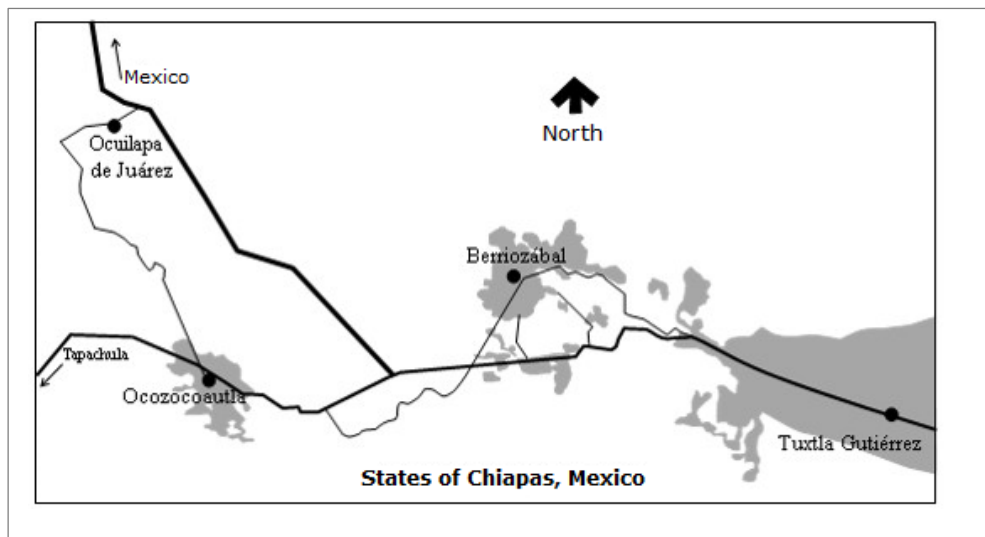 Mexico
North
Ocuilapa
de Juárez
Berriozábal
Tapachula
Ocozocoautla
Tuxtla Gutiérrez
States of Chiapas, Mexico